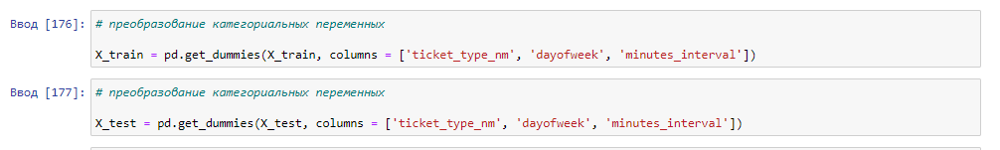 Ввод [176]: # преобразование категориальных переменных
X_train = pd.get_dummies(X_train, columns = ['ticket_type_nm', 'dayofweek', 'minutes_interval'])
Ввод [177]: # преобразование категориальных переменных
X_test = pd.get_dummies(X_test, columns = ['ticket_type_nm', 'dayofweek', 'minutes_interval'])